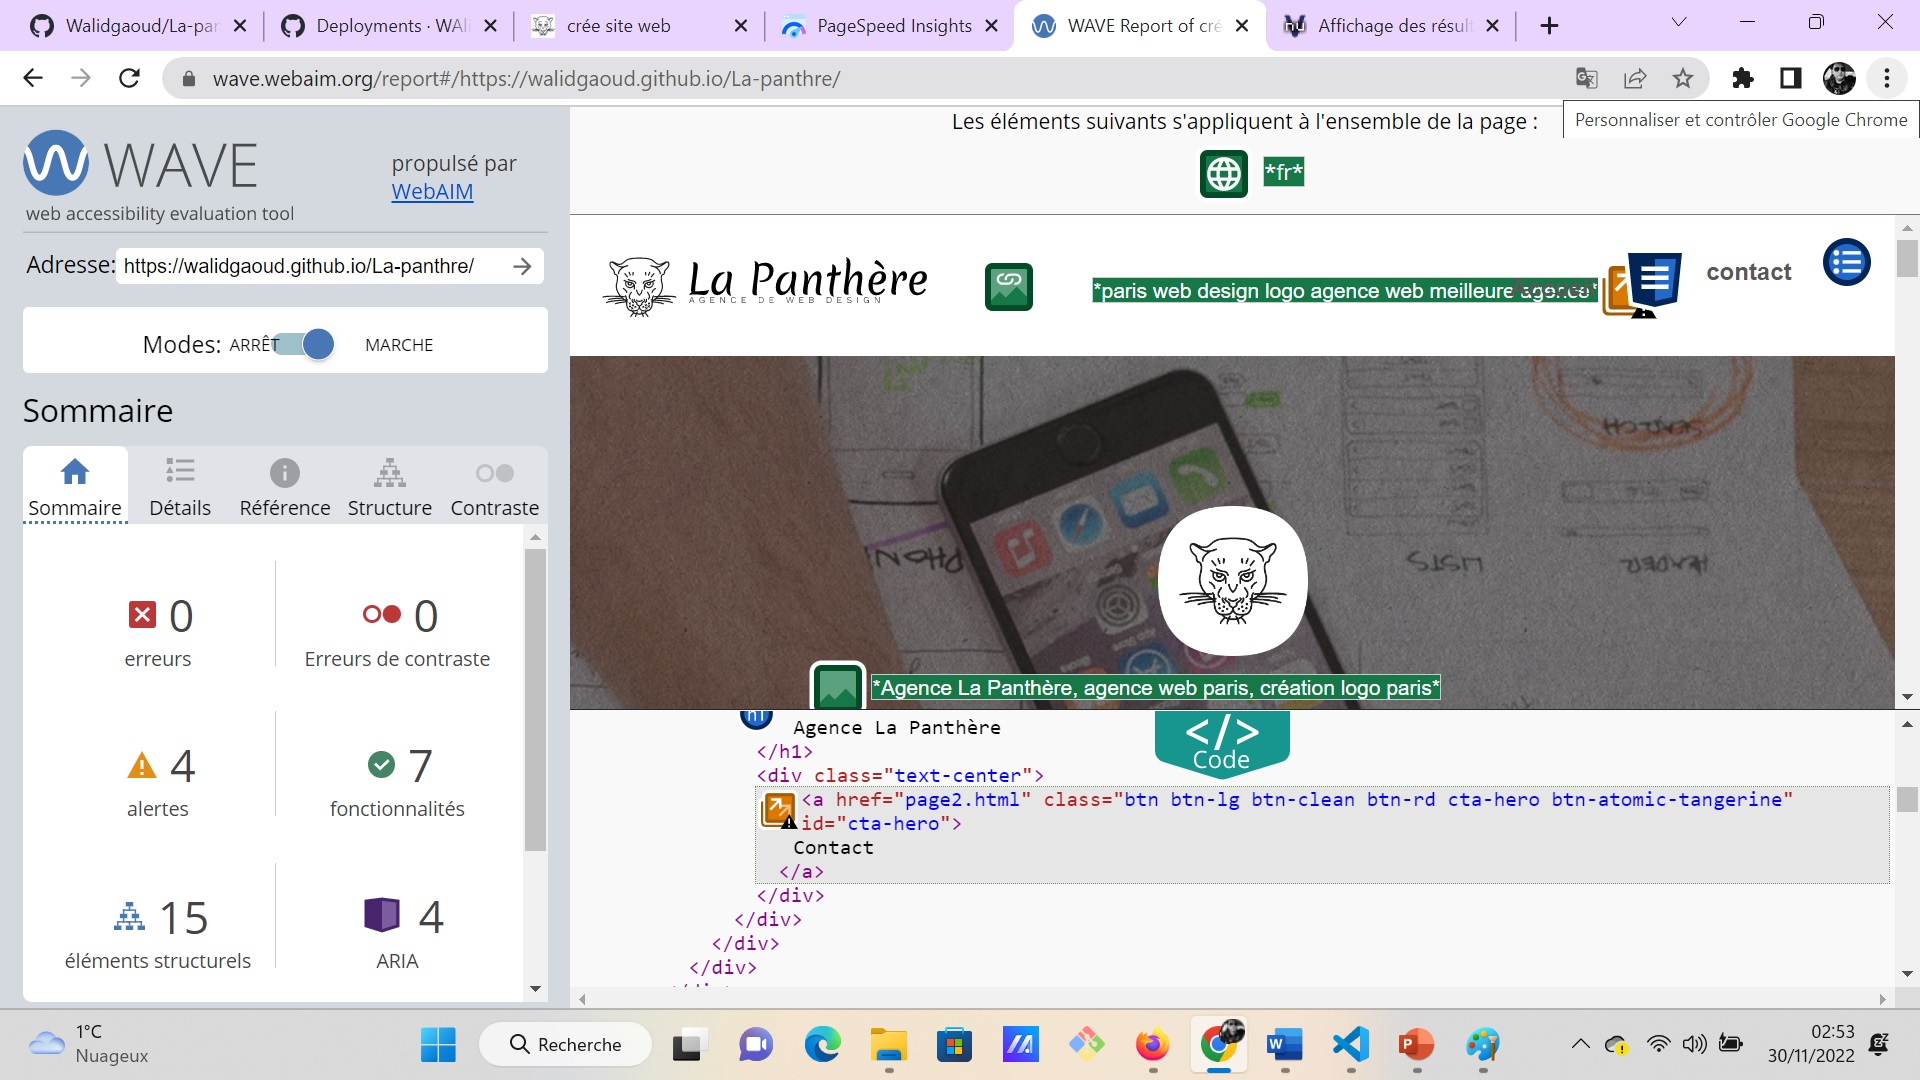 Walidgaoud/La-pan
Deployments · WAli
crée site web
PageSpeed Insights
WAVE Report of cré
Affichage des résult
wave.webaim.org/report#/https://walidgaoud.github.io/La-panthre/
Personnaliser et contrôler Google Chrome
WAVE
web accessibility evaluation tool
propulsé par
WebAIM
Adresse: https://walidgaoud.github.io/La-panthre/
Modes: ARRÊT MARCHE
Sommaire
Sommaire Détails Référence Structure Contraste
0
erreurs
0
Erreurs de contraste
4
alertes
7
fonctionnalités
15
éléments structurels
4
ARIA
Les éléments suivants s'appliquent à l'ensemble de la page :
*fr*
La Panthère
AGENCE DE WEB DESIGN
*paris web design logo agence web meilleure agence*
contact
SEARCH
PHON
LISTS
HEADER
*Agence La Panthère, agence web paris, création logo paris*
h1
Agence La Panthère
</h1>
</>
Code
<div class="text-center">
<a href="page2.html" class="btn btn-lg btn-clean btn-rd cta-hero btn-atomic-tangerine"
id="cta-hero">
Contact
</a>
</div>
</div>
</div>
</div>
1°C
Nuageux
Recherche
02:53
30/11/2022